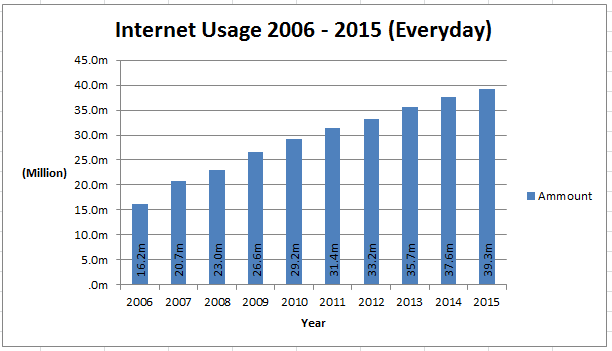 Internet Usage 2006 - 2015 (Everyday)
45.0m
40.0m
35.0m
30.0m
25.0m
20.0m
15.0m
10.0m
5.0m
.0m
(Million)
16.2m
20.7m
23.0m
26.6m
29.2m
31.4m
33.2m
35.7m
37.6m
39.3m
2006 2007 2008 2009 2010 2011 2012 2013 2014 2015
Year
Ammount